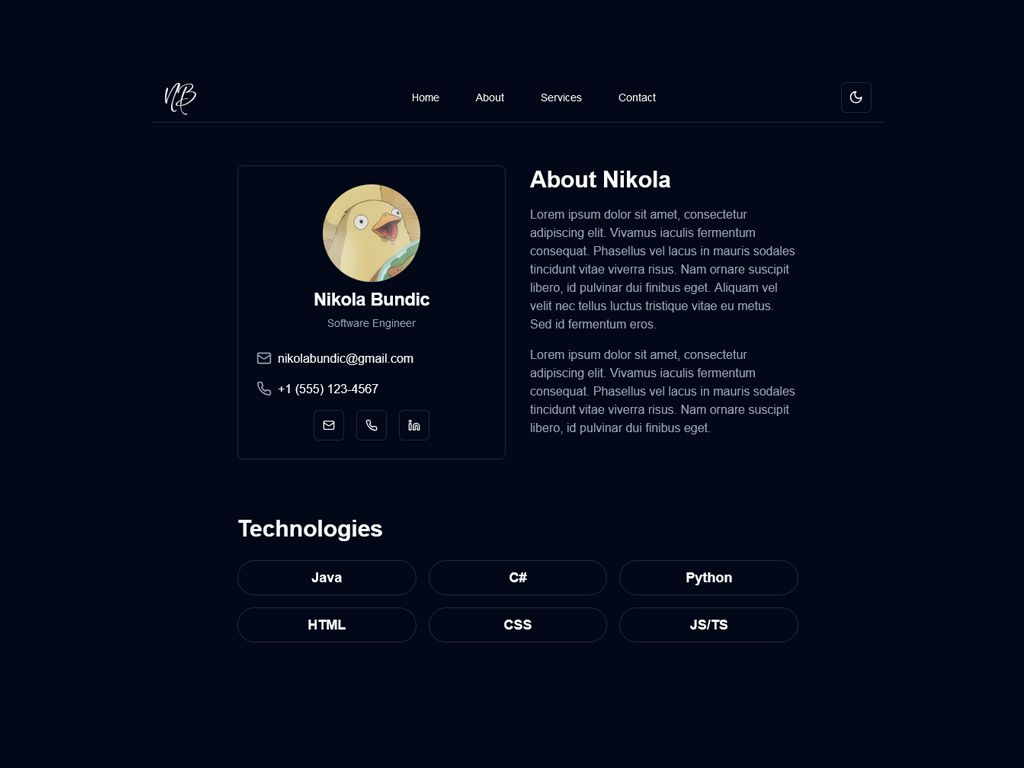 NB
Home About Services Contact
Nikola Bundic
Software Engineer
nikolabundic@gmail.com
+1 (555) 123-4567
About Nikola
Lorem ipsum dolor sit amet, consectetur
adipiscing elit. Vivamus iaculis fermentum
consequat. Phasellus vel lacus in mauris sodales
tincidunt vitae viverra risus. Nam ornare suscipit
libero, id pulvinar dui finibus eget. Aliquam vel
velit nec tellus luctus tristique vitae eu metus.
Sed id fermentum eros.
Lorem ipsum dolor sit amet, consectetur
adipiscing elit. Vivamus iaculis fermentum
consequat. Phasellus vel lacus in mauris sodales
tincidunt vitae viverra risus. Nam ornare suscipit
libero, id pulvinar dui finibus eget.
Technologies
Java C# Python
HTML CSS JS/TS